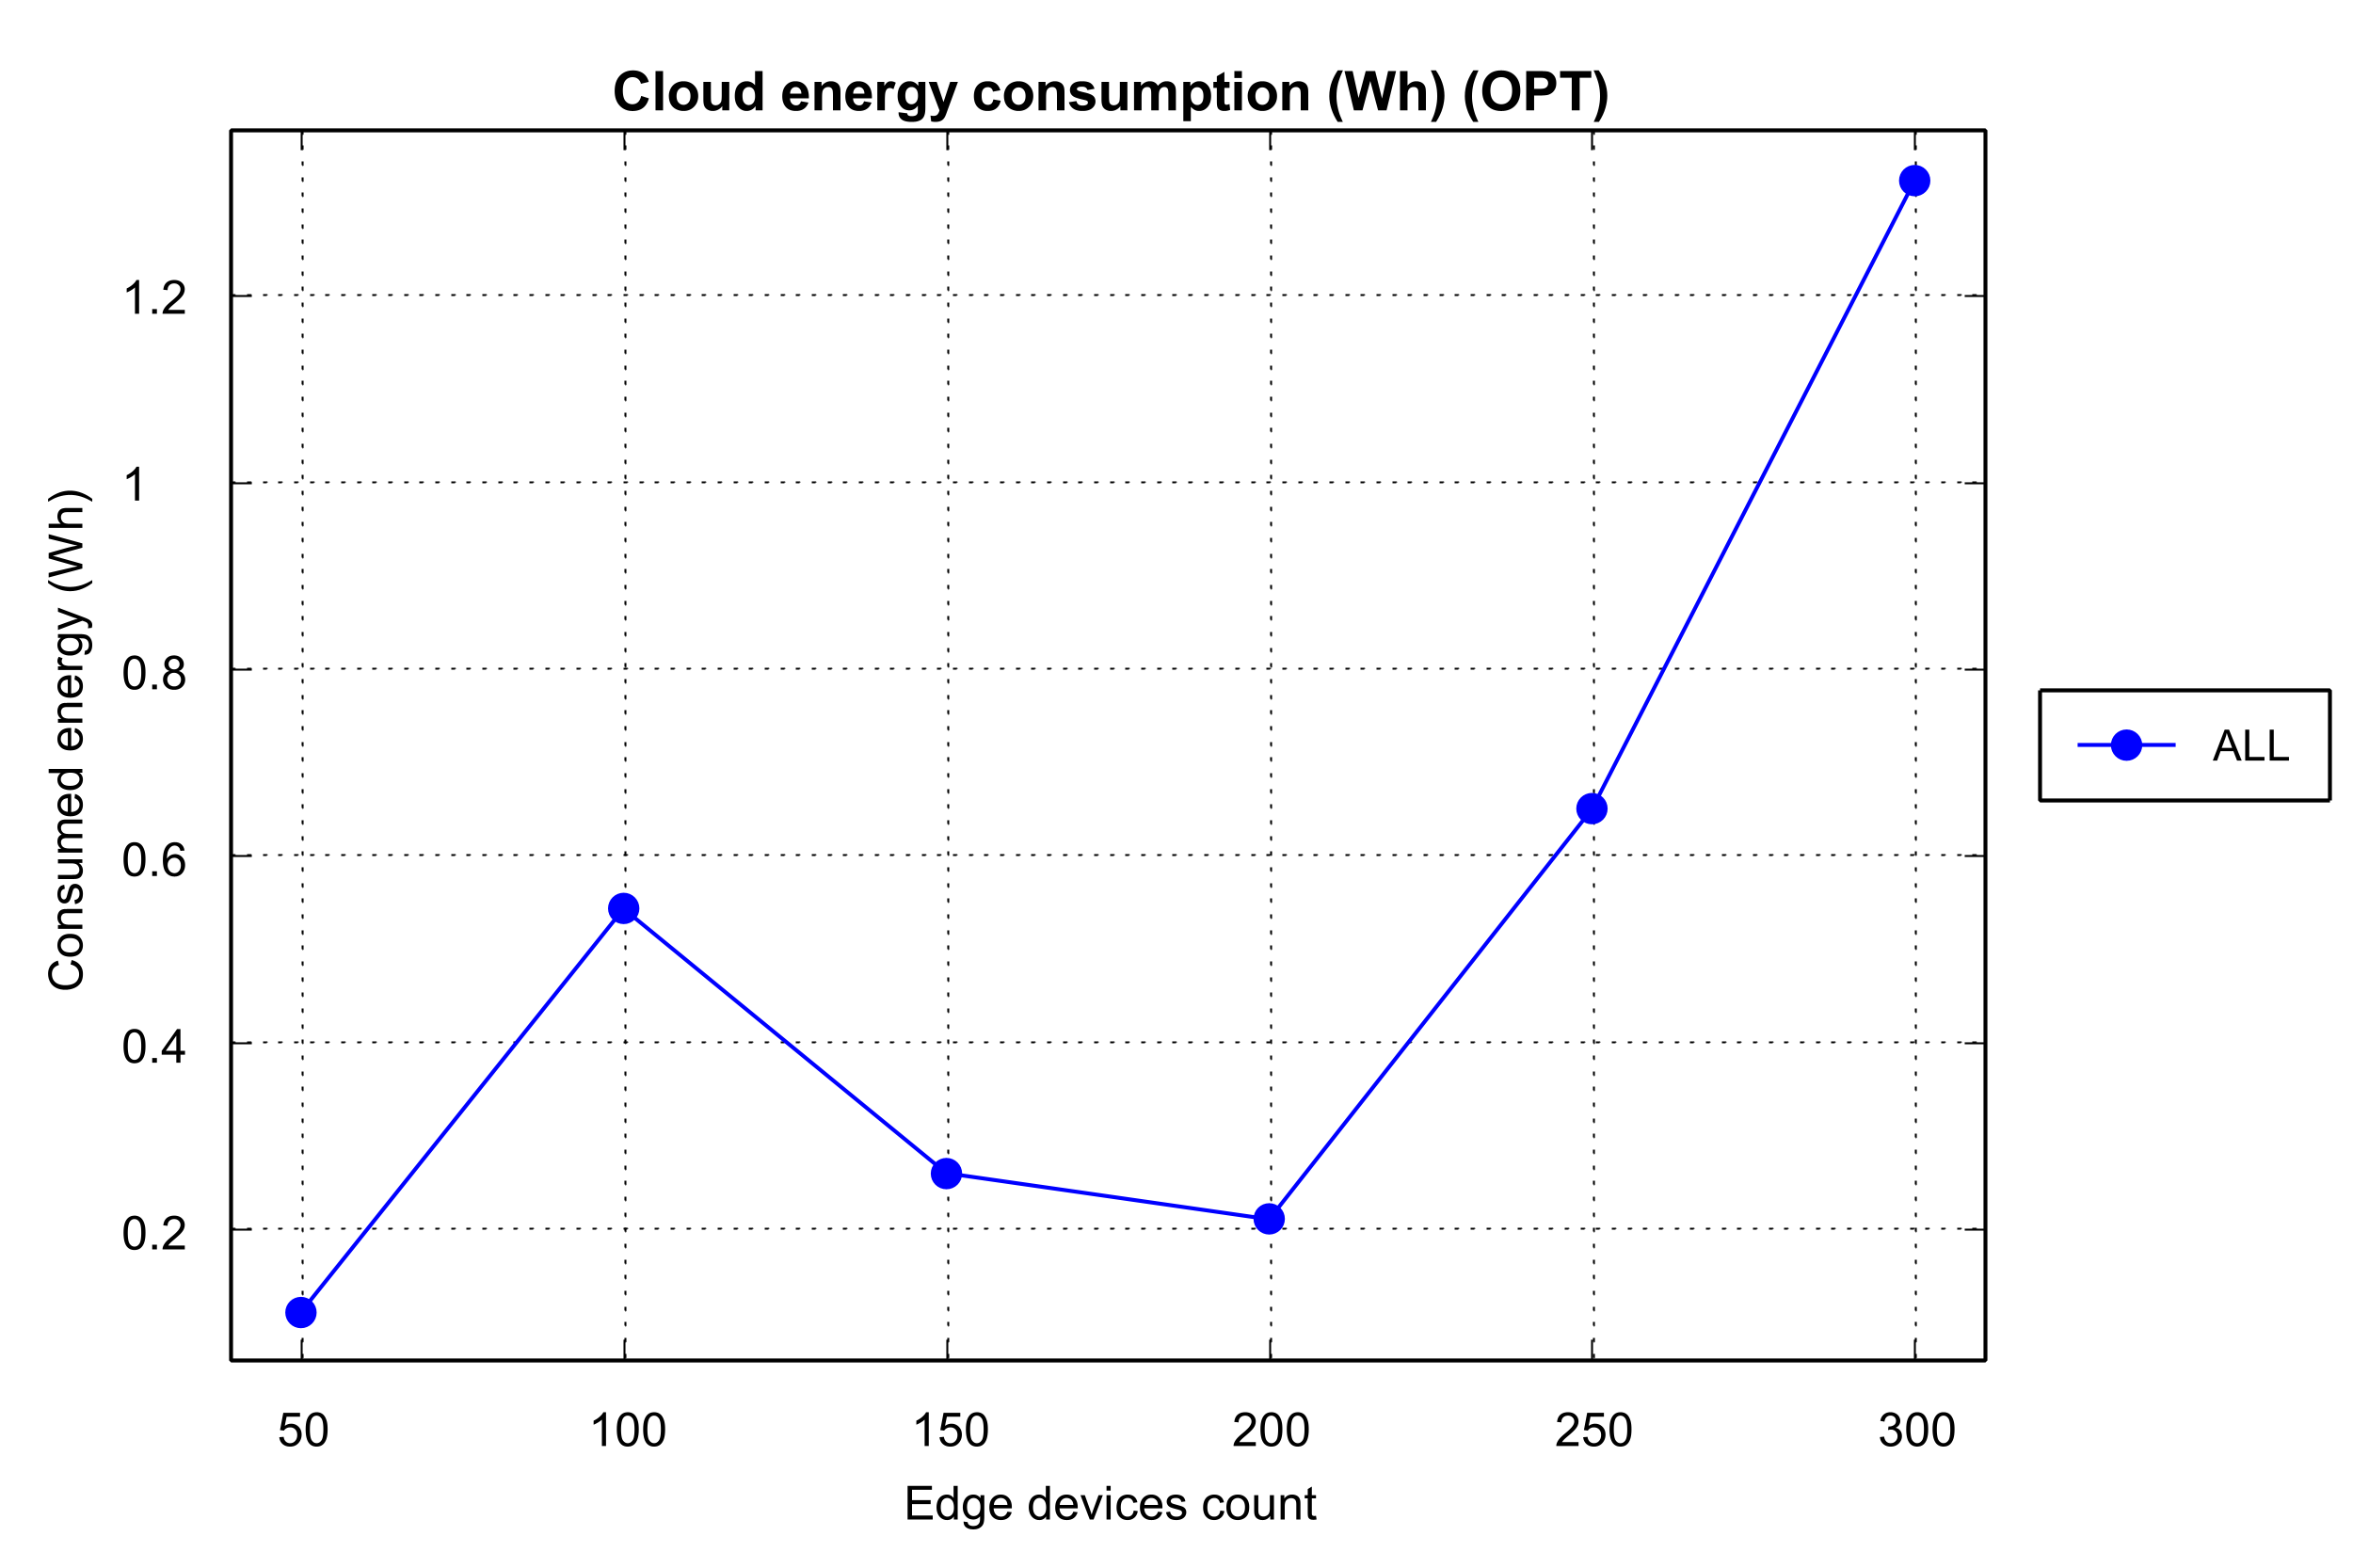 Cloud energy consumption (Wh) (OPT)
Consumed energy (Wh)
1.2
1
0.8
0.6
0.4
0.2
ALL
50 100 150 200 250 300
Edge devices count